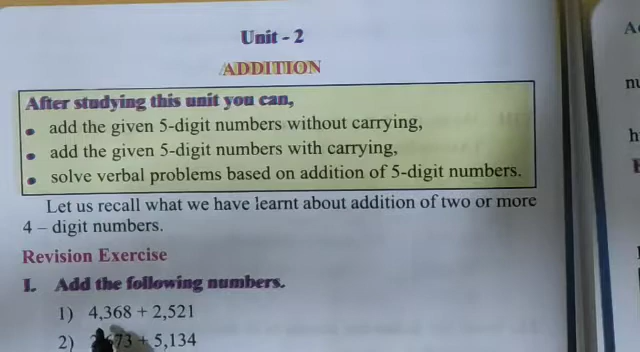 Unit - 2
ADDITION
After studying this unit you can,
• add the given 5-digit numbers without carrying,
• add the given 5-digit numbers with carrying,
• solve verbal problems based on addition of 5-digit numbers.
Let us recall what we have learnt about addition of two or more
4 – digit numbers.
Revision Exercise
I. Add the following numbers.
1) 4,368 + 2,521
2) + 5,134